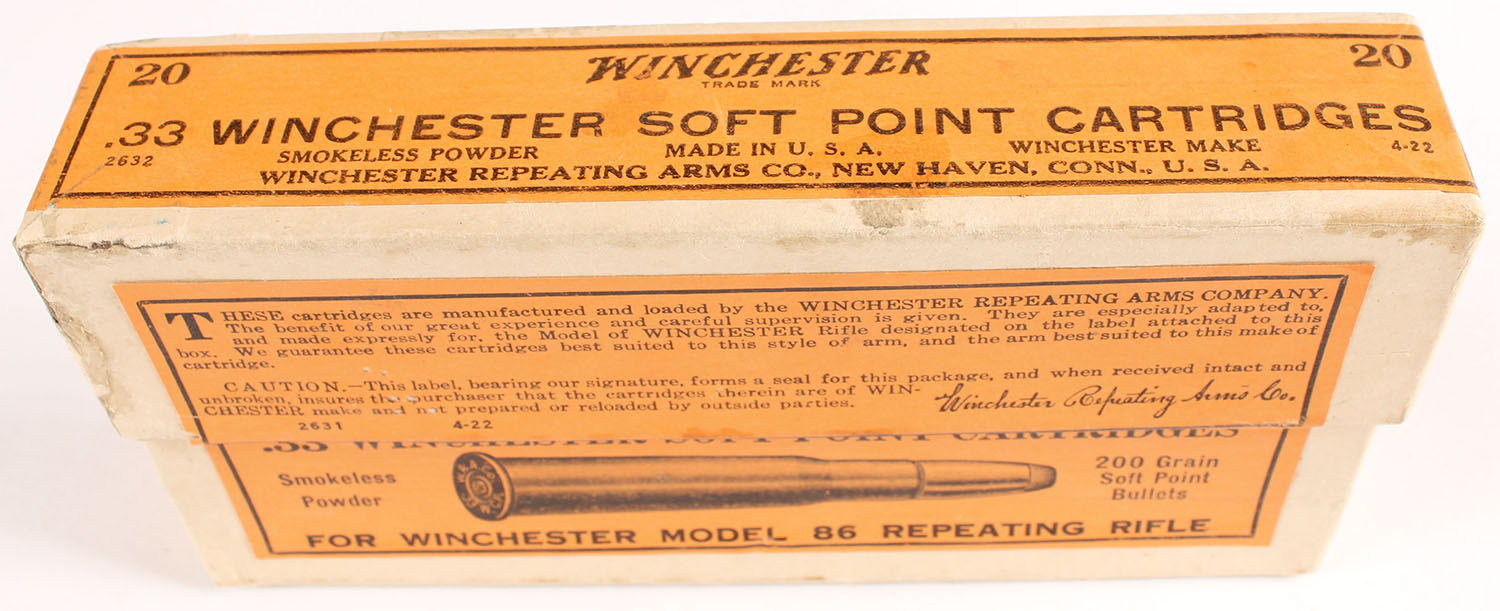 20 WINCHESTER 20
TRADE MARK
.33 WINCHESTER SOFT POINT CARTRIDGES
2632 SMOKELESS POWDER MADE IN U. S. A. WINCHESTER MAKE 4-22
WINCHESTER REPEATING ARMS CO., NEW HAVEN, CONN., U. S. A.
THESE cartridges are manufactured and loaded by the WINCHESTER REPEATING ARMS COMPANY.
The benefit of our great experience and careful supervision is given. They are especially adapted to,
and made expressly for, the Model of WINCHESTER Rifle designated on the label attached to this
box. We guarantee these cartridges best suited to this style of arm, and the arm best suited to this make of
cartridge.
CAUTION.—This label, bearing our signature, forms a seal for this package, and when received intact and
unbroken, insures the purchaser that the cartridges therein are of WIN-
CHESTER make and not prepared or reloaded by outside parties.
Winchester Repeating Arms Co.
2631 4-22
.33 WINCHESTER SOFT POINT CARTRIDGES
Smokeless
Powder
W.R.A.CO.
.33 W.C.F.
200 Grain
Soft Point
Bullets
FOR WINCHESTER MODEL 86 REPEATING RIFLE